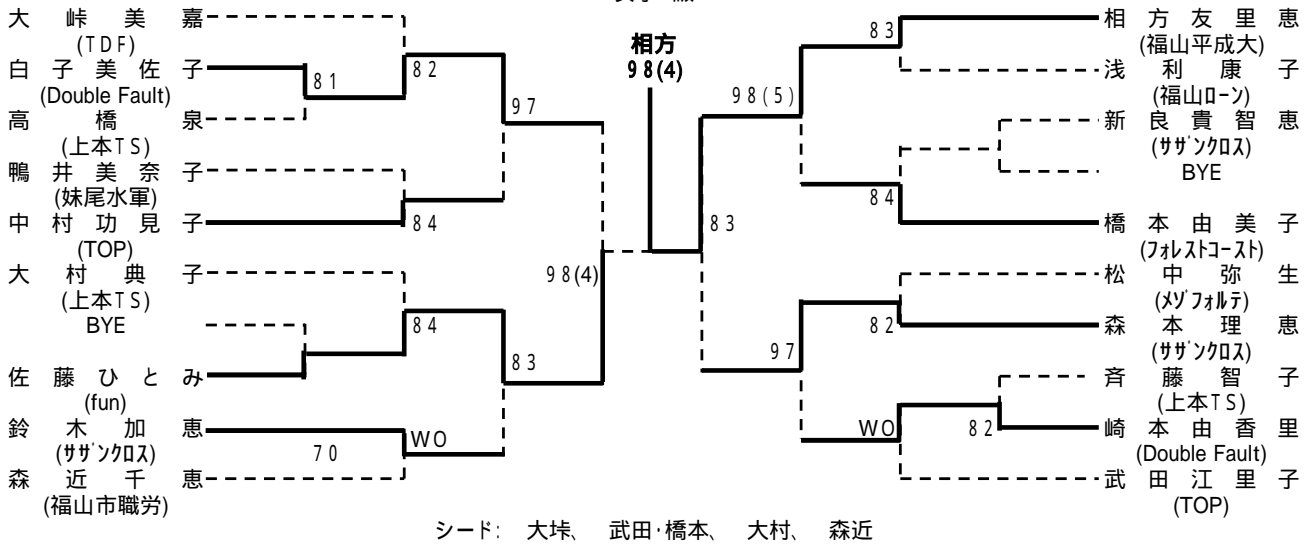 大 峠 美 嘉
(TDF)
白 子 美 佐 子
(Double Fault)
高 橋 泉
(上本TS)
鴨 井 美 奈 子
(妹尾水軍)
中 村 功 見 子
(TOP)
大 村 典 子
(上本TS)
BYE
佐 藤 ひ と み
(fun)
鈴 木 加 恵
(ｻｻﾞﾝｸﾛｽ)
森 近 千 恵
(福山市職労)
81
82
97
84
84
83
70
WO
98(4)
相方
98(4)
83
98(5)
83
84
82
97
WO
82
相 方 友 里 恵
(福山平成大)
浅 利 康 子
(福山ﾛｰﾝ)
新 良 貴 智 恵
(ｻｻﾞﾝｸﾛｽ)
BYE
橋 本 由 美 子
(ﾌｫﾚｽﾄｺｰｽﾄ)
松 中 弥 生
(ﾒｿﾞﾌｫﾙﾃ)
森 本 理 恵
(ｻｻﾞﾝｸﾛｽ)
斉 藤 智 子
(上本TS)
崎 本 由 香 里
(Double Fault)
武 田 江 里 子
(TOP)
シード: 大垰、 武田･橋本、 大村、 森近